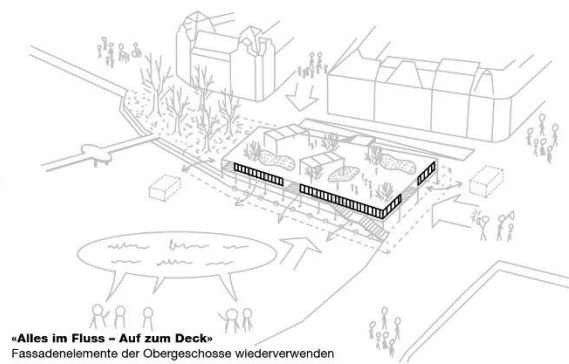 «Alles im Fluss – Auf zum Deck»
Fassadenelemente der Obergeschosse wiederverwenden